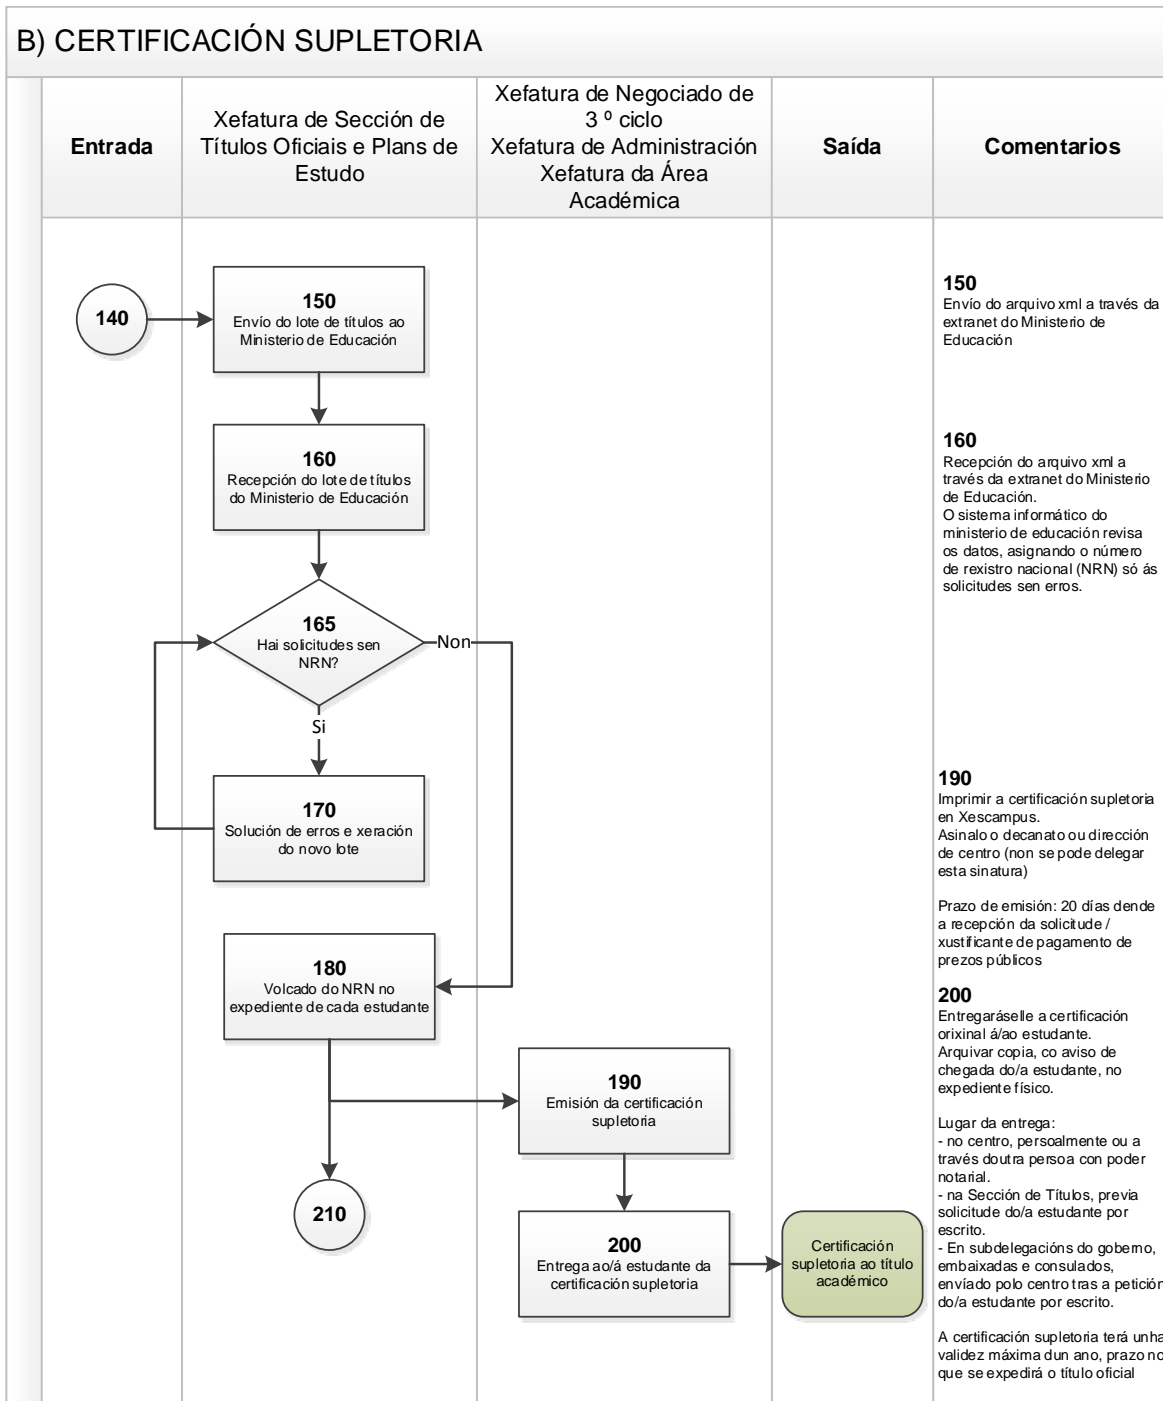 B) CERTIFICACIÓN SUPLETORIA
Entrada
Xefatura de Sección de
Títulos Oficiais e Plans de
Estudo
Xefatura de Negociado de
3 º ciclo
Xefatura de Administración
Xefatura da Área
Académica
Saída
Comentarios
140
150
Envío do lote de títulos ao
Ministerio de Educación
160
Recepción do lote de títulos
do Ministerio de Educación
165
Hai solicitudes sen
NRN?
Non
Si
170
Solución de erros e xeración
do novo lote
180
Volcado do NRN no
expediente de cada estudante
190
Emisión da certificación
supletoria
210
200
Entrega ao/á estudante da
certificación supletoria
Certificación
supletoria ao título
académico
150
Envío do arquivo xml a través da
extranet do Ministerio de
Educación
160
Recepción do arquivo xml a
través da extranet do Ministerio
de Educación.
O sistema informático do
ministerio de educación revisa
os datos, asignando o número
de rexistro nacional (NRN) só ás
solicitudes sen erros.
190
Imprimir a certificación supletoria
en Xescampus.
Asinalo o decanato ou dirección
de centro (non se pode delegar
esta sinatura)
Prazo de emisión: 20 días dende
a recepción da solicitude /
xustificante de pagamento de
prezos públicos
200
Entregaráselle a certificación
orixinal á/ao estudante.
Arquivar copia, co aviso de
chegada do/a estudante, no
expediente físico.
Lugar da entrega:
- no centro, persoalmente ou a
través doutra persoa con poder
notarial.
- na Sección de Títulos, previa
solicitude do/a estudante por
escrito.
- En subdelegacións do goberno,
embaixadas e consulados,
envíado polo centro tras a petición
do/a estudante por escrito.
A certificación supletoria terá unha
validez máxima dun ano, prazo no
que se expedirá o título oficial